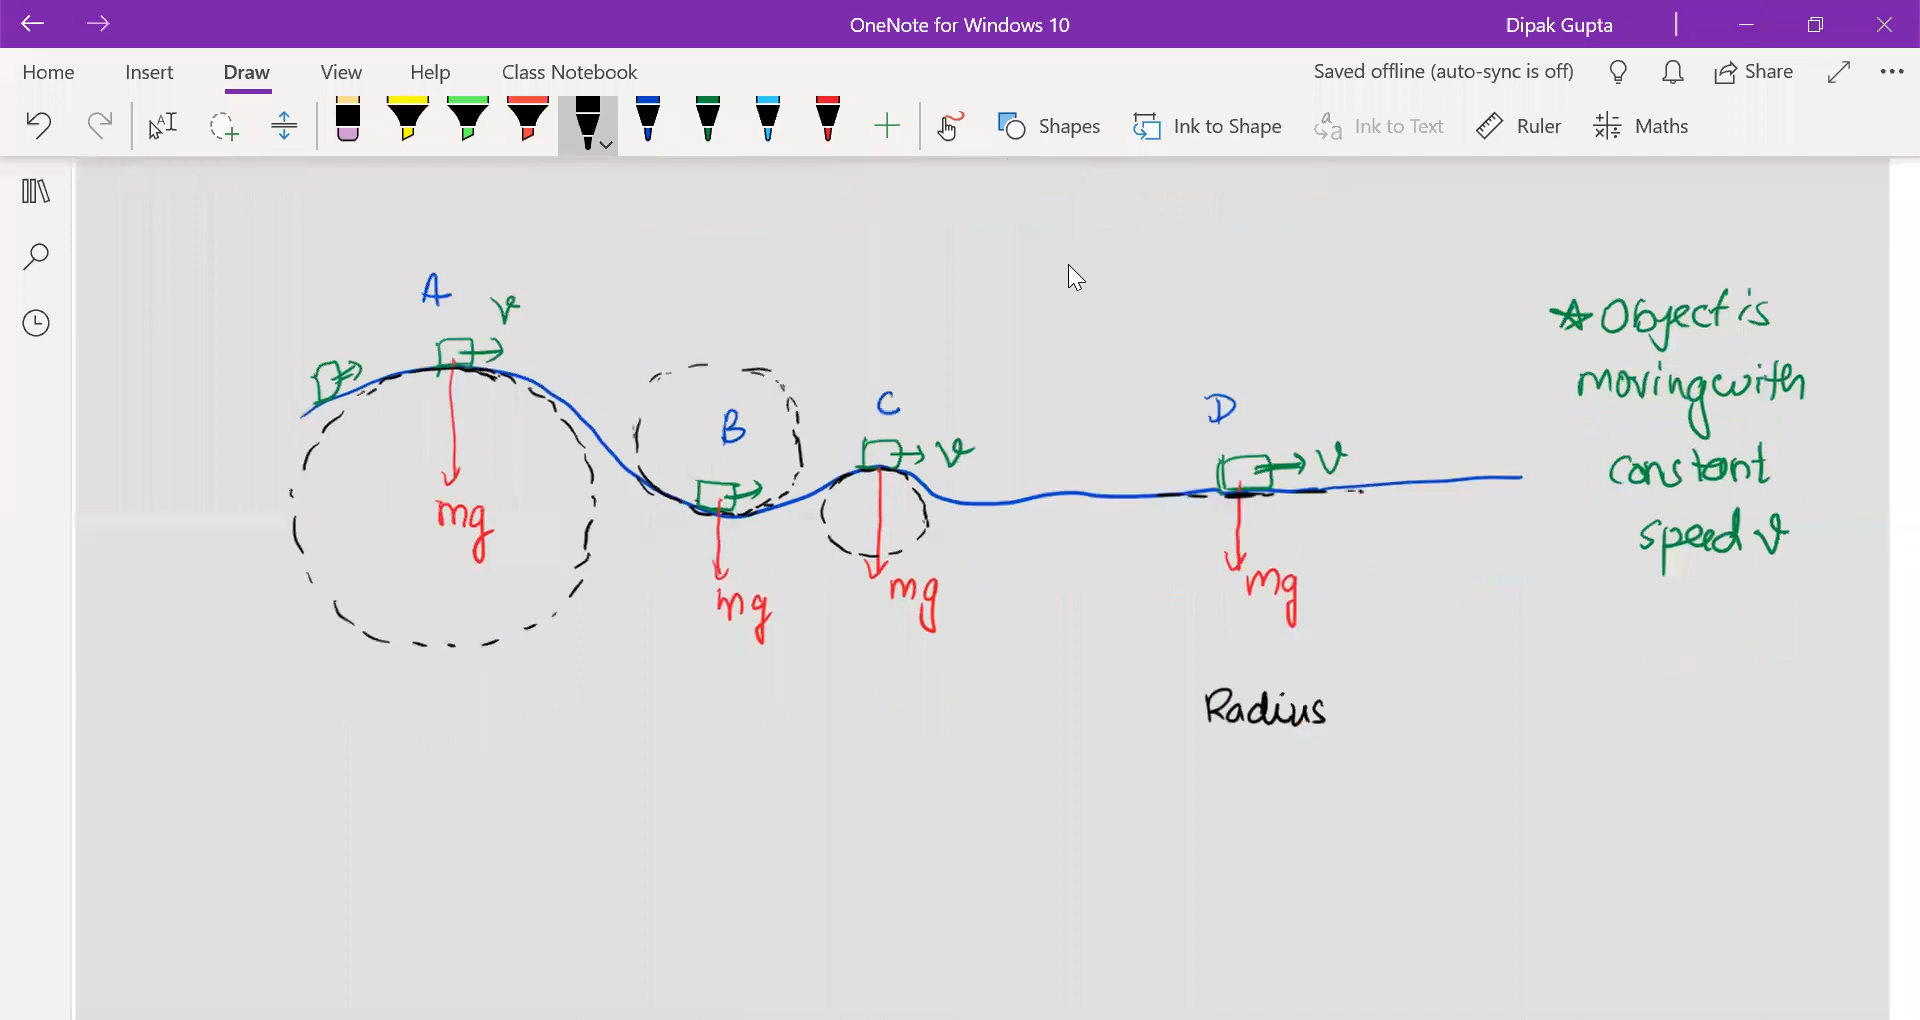 OneNote for Windows 10
Dipak Gupta
Home Insert Draw View Help Class Notebook
Saved offline (auto-sync is off) Share
Shapes Ink to Shape Ink to Text Ruler Maths
A
v
B
C
v
D
v
mg
mg
mg
mg
Object is
moving with
constant
speed v
Radius